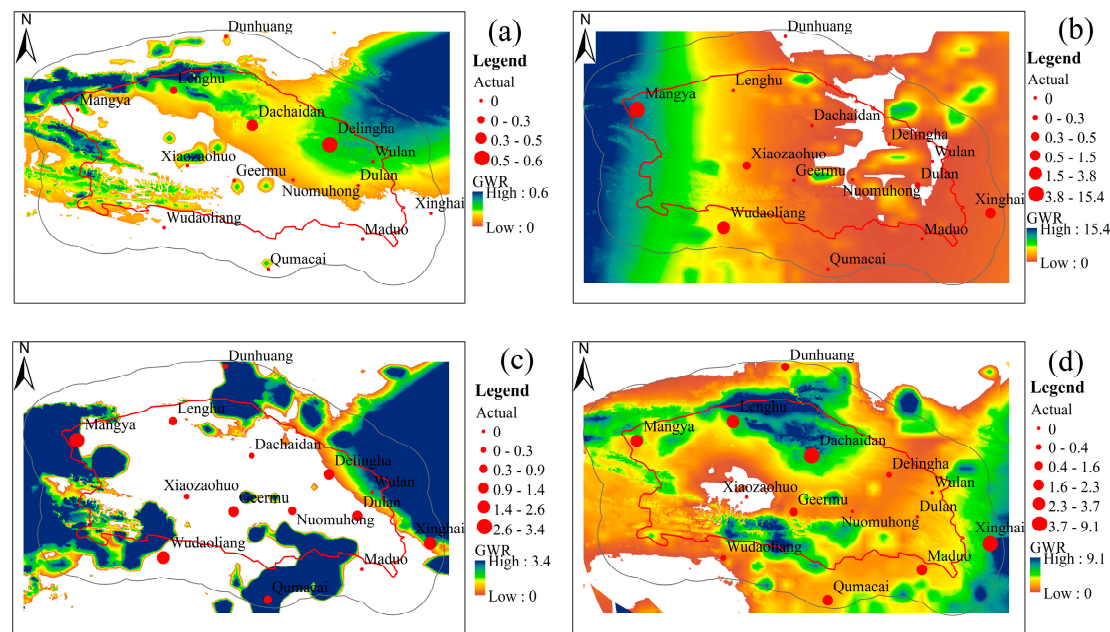 N
(a)
Dunhuang
Lenghu
Mangya
Dachaidan
Delingha
Wulan
Xiaozaohuo
Geermu
Dulan
Nuomuhong
Xinghai
Wudaoliang
Maduo
Qumacai
Legend
Actual
0
0 - 0.3
0.3 - 0.5
0.5 - 0.6
GWR
High : 0.6
Low : 0
N
(b)
Dunhuang
Lenghu
Mangya
Dachaidan
Delingha
Xiaozaohuo
Wulan
Geermu
Dulan
Nuomuhong
Xinghai
Wudaoliang
Maduo
Qumacai
Legend
Actual
0
0 - 0.3
0.3 - 0.5
0.5 - 1.5
1.5 - 3.8
3.8 - 15.4
GWR
High : 15.4
Low : 0
N
(c)
Dunhuang
Lenghu
Mangya
Dachaidan
Delingha
Xiaozaohuo
Wulan
Geermu
Dulan
Nuomuhong
Xinghai
Wudaoliang
Maduo
Qumacai
Legend
Actual
0
0 - 0.3
0.3 - 0.9
0.9 - 1.4
1.4 - 2.6
2.6 - 3.4
GWR
High : 3.4
Low : 0
N
(d)
Dunhuang
Lenghu
Mangya
Dachaidan
Delingha
Xiaozaohuo
Wulan
Geermu
Dulan
Nuomuhong
Xinghai
Wudaoliang
Maduo
Qumacai
Legend
Actual
0
0 - 0.4
0.4 - 1.6
1.6 - 2.3
2.3 - 3.7
3.7 - 9.1
GWR
High : 9.1
Low : 0